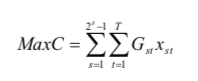 MaxC = \sum_{s=1}^{2^s-1} \sum_{t=1}^{T} G_{st} x_{st}